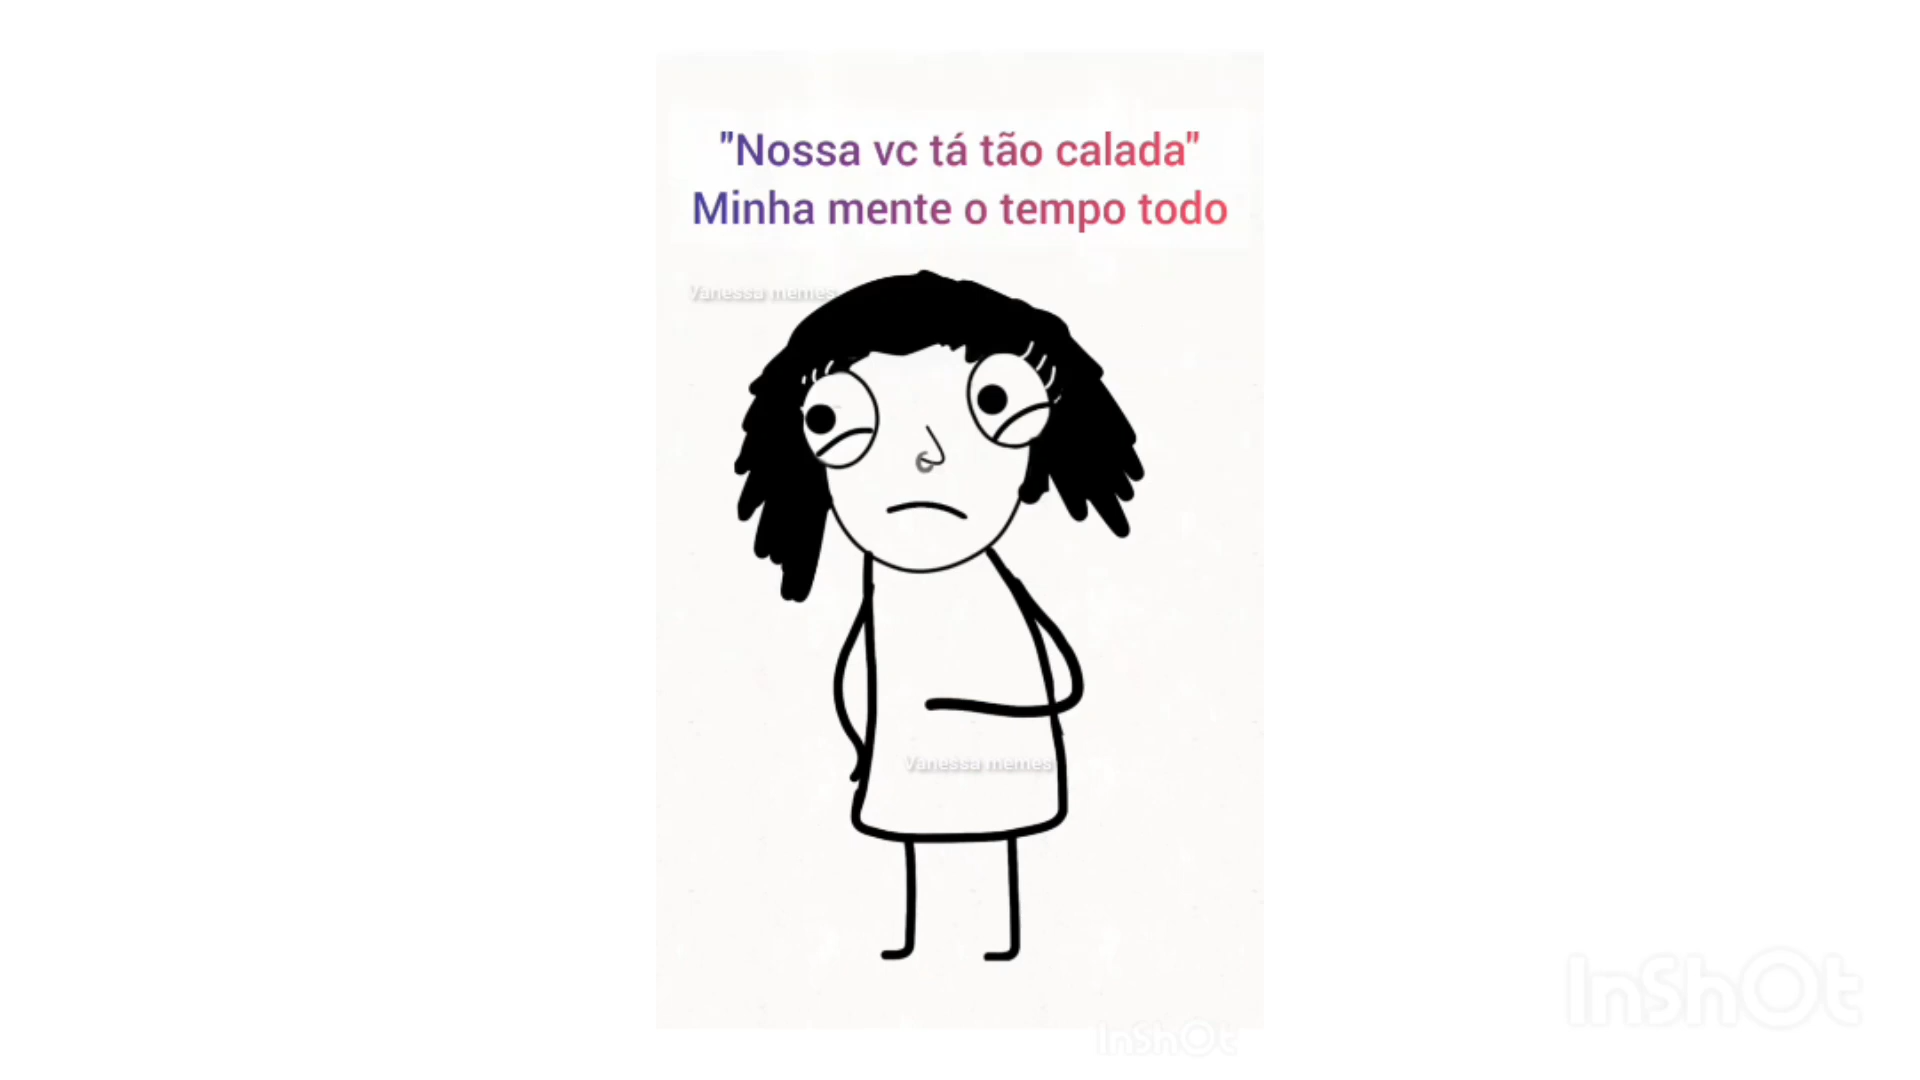 "Nossa vc tá tão calada"
Minha mente o tempo todo
Vanessa memes
Vanessa memes
InShOt
InShOt